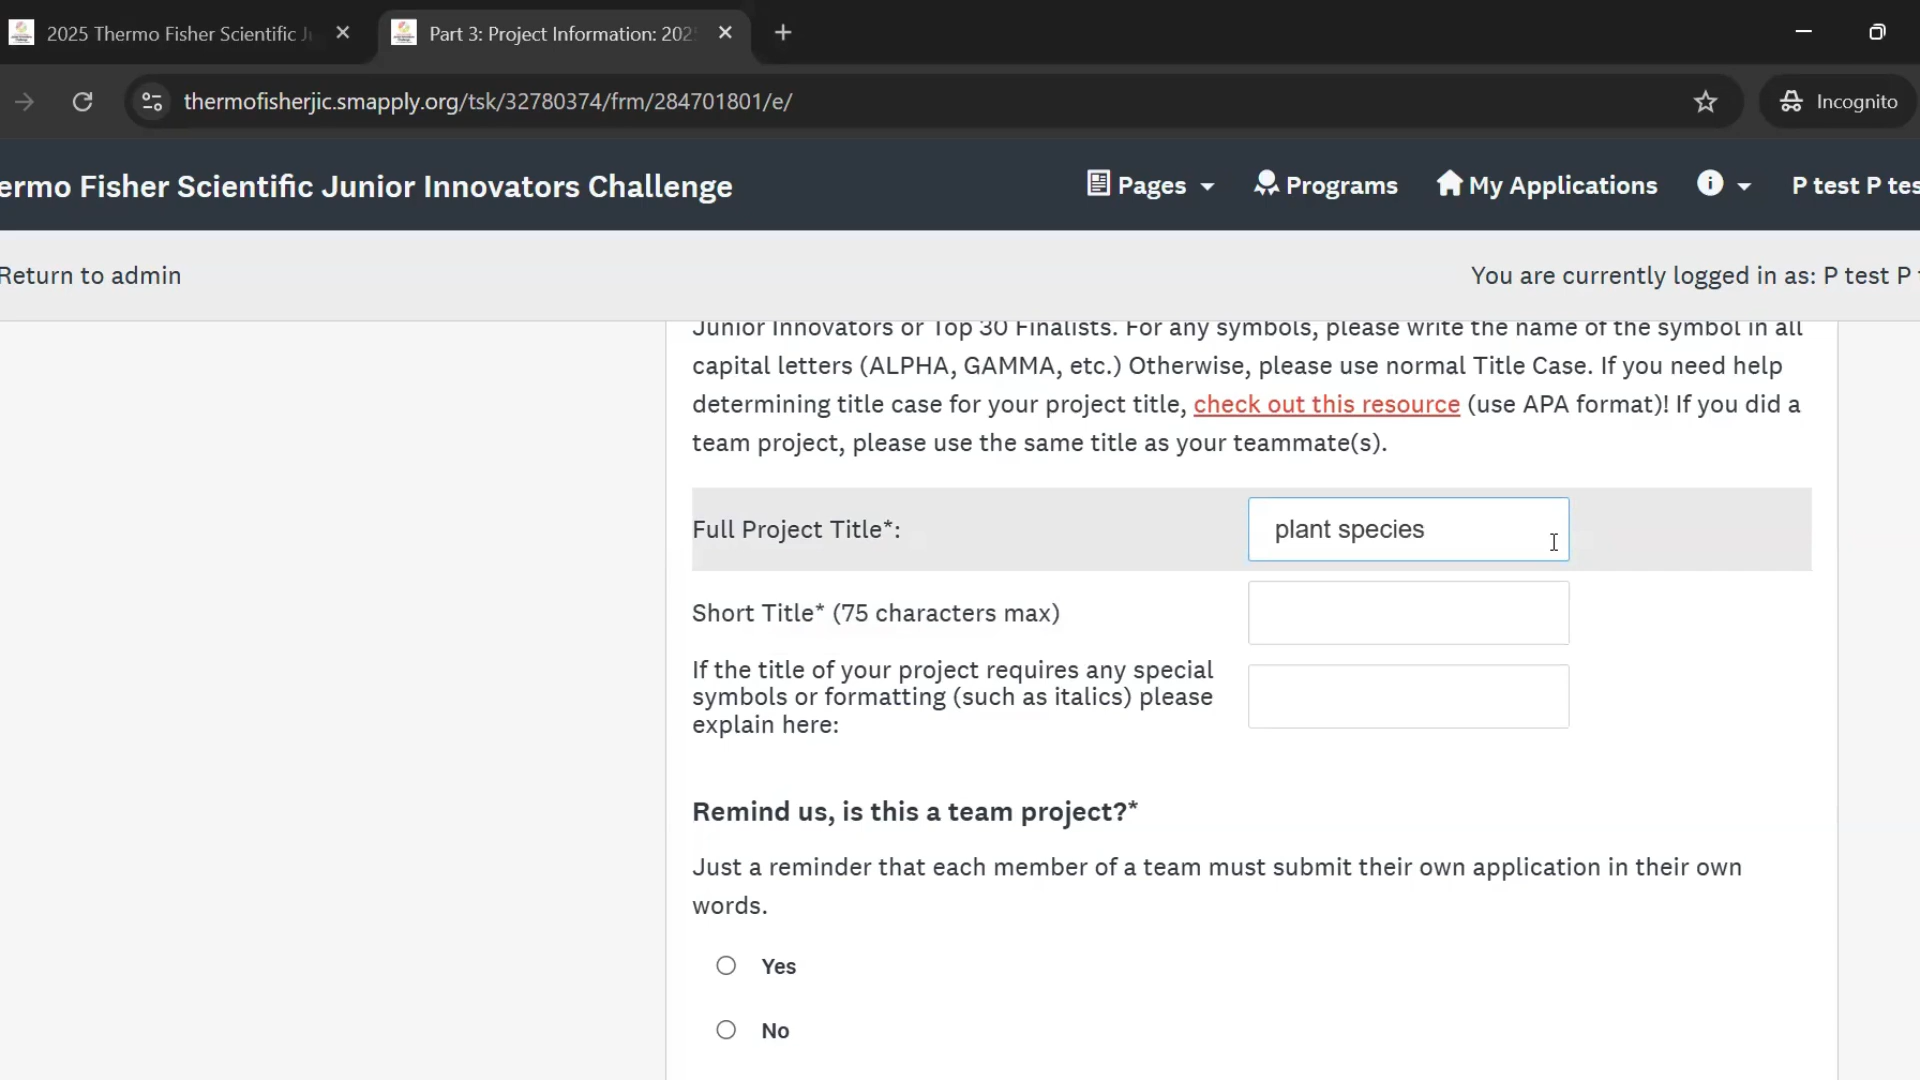 2025 Thermo Fisher Scientific
Part 3: Project Information: 202
thermofisherjic.smapply.org/tsk/32780374/frm/284701801/e/
Incognito
ermo Fisher Scientific Junior Innovators Challenge
Pages
Programs
My Applications
P test P tes
Return to admin
You are currently logged in as: P test P
Junior Innovators or Top 30 Finalists. For any symbols, please write the name of the symbol in all
capital letters (ALPHA, GAMMA, etc.) Otherwise, please use normal Title Case. If you need help
determining title case for your project title, check out this resource (use APA format)! If you did a
team project, please use the same title as your teammate(s).
Full Project Title*:
plant species
Short Title* (75 characters max)
If the title of your project requires any special
symbols or formatting (such as italics) please
explain here:
Remind us, is this a team project?*
Just a reminder that each member of a team must submit their own application in their own
words.
Yes
No